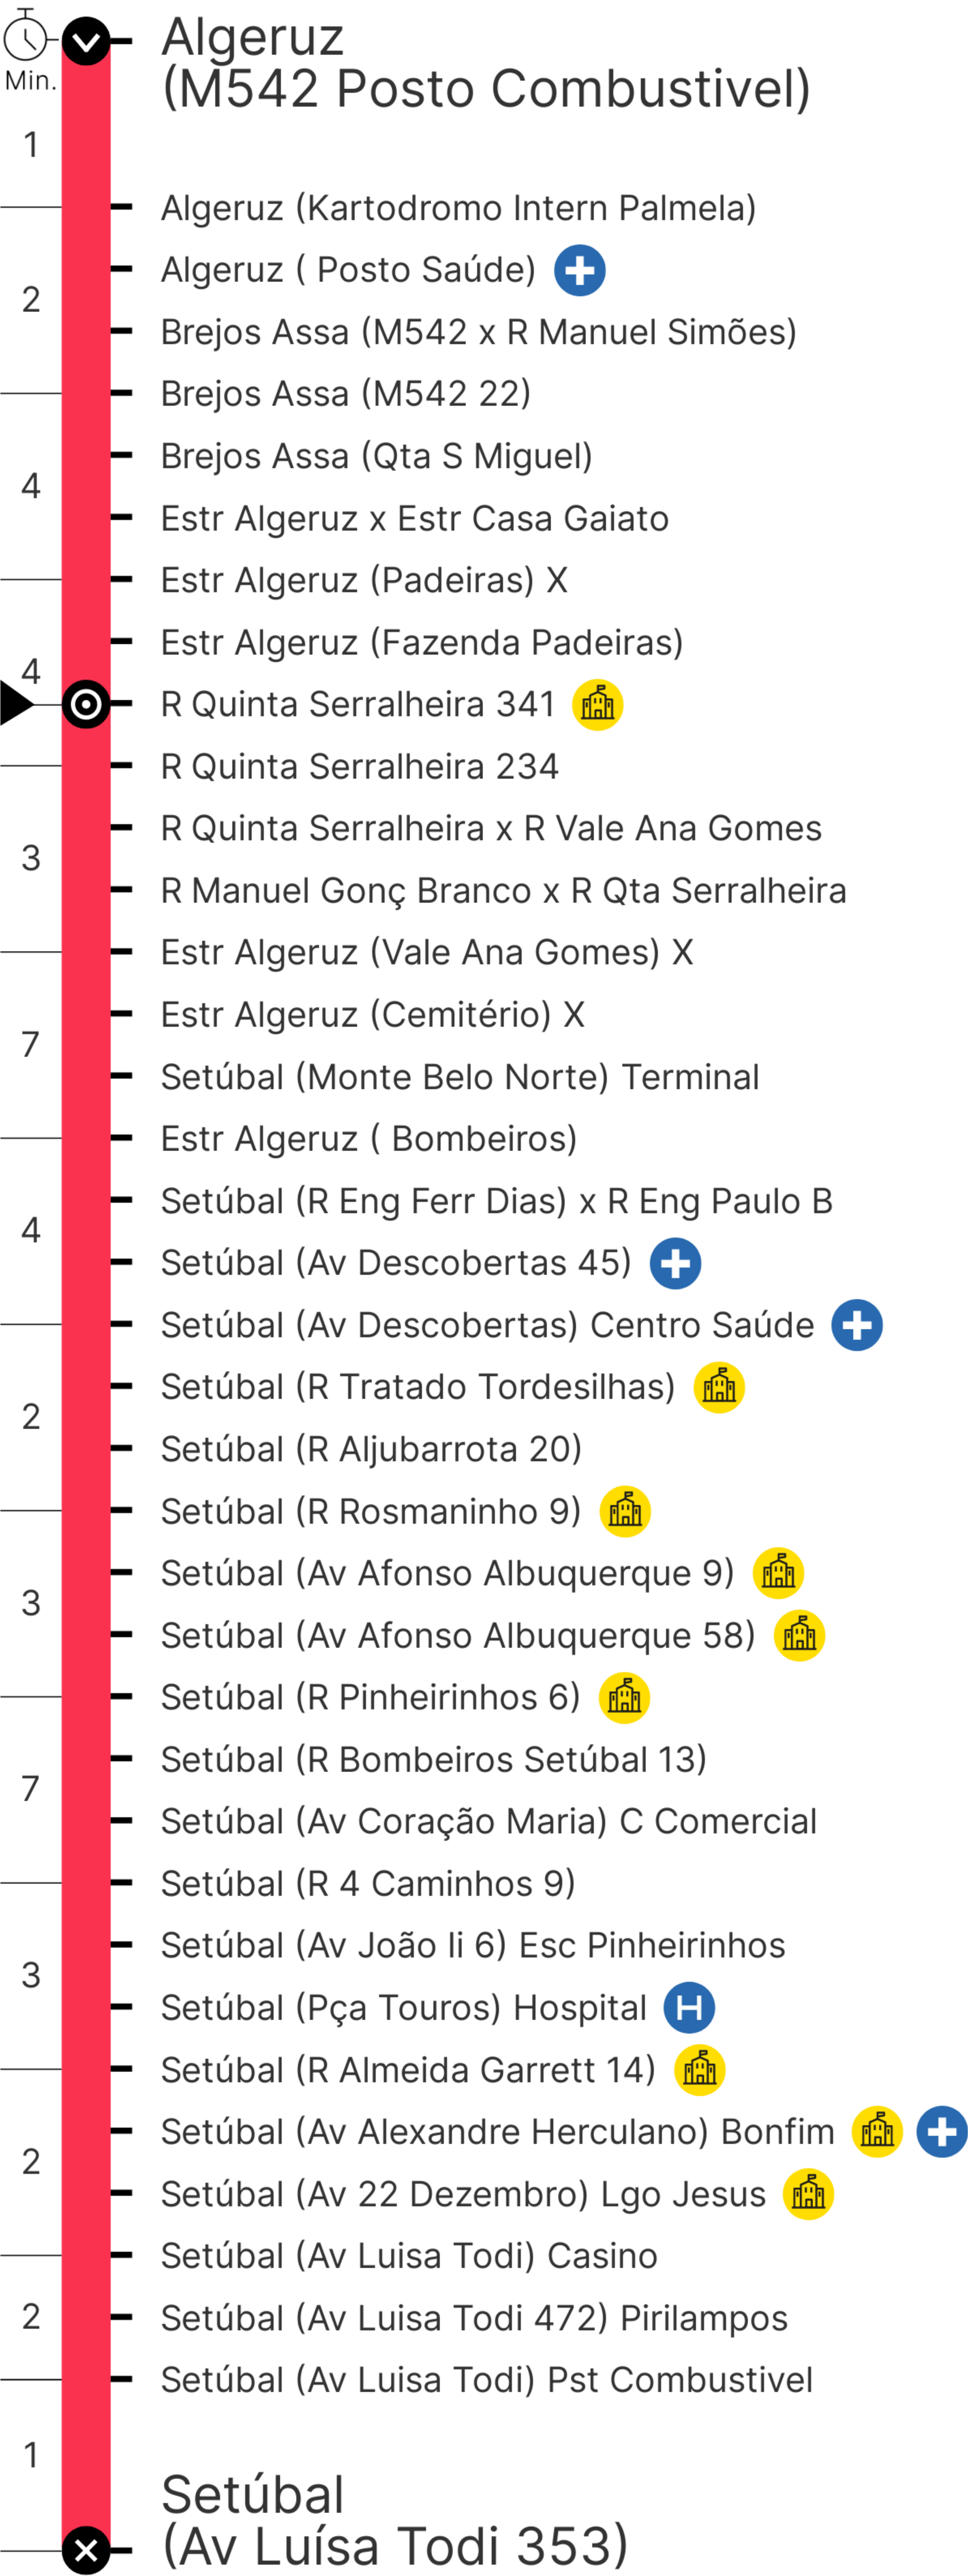 Algeruz
(M542 Posto Combustivel)
Min.
1
Algeruz (Kartodromo Intern Palmela)
Algeruz ( Posto Saúde)
2
Brejos Assa (M542 x R Manuel Simões)
Brejos Assa (M542 22)
Brejos Assa (Qta S Miguel)
4
Estr Algeruz x Estr Casa Gaiato
Estr Algeruz (Padeiras) X
Estr Algeruz (Fazenda Padeiras)
4
R Quinta Serralheira 341
R Quinta Serralheira 234
R Quinta Serralheira x R Vale Ana Gomes
3
R Manuel Gonç Branco x R Qta Serralheira
Estr Algeruz (Vale Ana Gomes) X
Estr Algeruz (Cemitério) X
7
Setúbal (Monte Belo Norte) Terminal
Estr Algeruz ( Bombeiros)
Setúbal (R Eng Ferr Dias) x R Eng Paulo B
4
Setúbal (Av Descobertas 45)
Setúbal (Av Descobertas) Centro Saúde
Setúbal (R Tratado Tordesilhas)
2
Setúbal (R Aljubarrota 20)
Setúbal (R Rosmaninho 9)
Setúbal (Av Afonso Albuquerque 9)
3
Setúbal (Av Afonso Albuquerque 58)
Setúbal (R Pinheirinhos 6)
Setúbal (R Bombeiros Setúbal 13)
7
Setúbal (Av Coração Maria) C Comercial
Setúbal (R 4 Caminhos 9)
Setúbal (Av João Ii 6) Esc Pinheirinhos
3
Setúbal (Pça Touros) Hospital H
Setúbal (R Almeida Garrett 14)
Setúbal (Av Alexandre Herculano) Bonfim
2
Setúbal (Av 22 Dezembro) Lgo Jesus
Setúbal (Av Luisa Todi) Casino
2
Setúbal (Av Luisa Todi 472) Pirilampos
Setúbal (Av Luisa Todi) Pst Combustivel
1
Setúbal
(Av Luísa Todi 353)